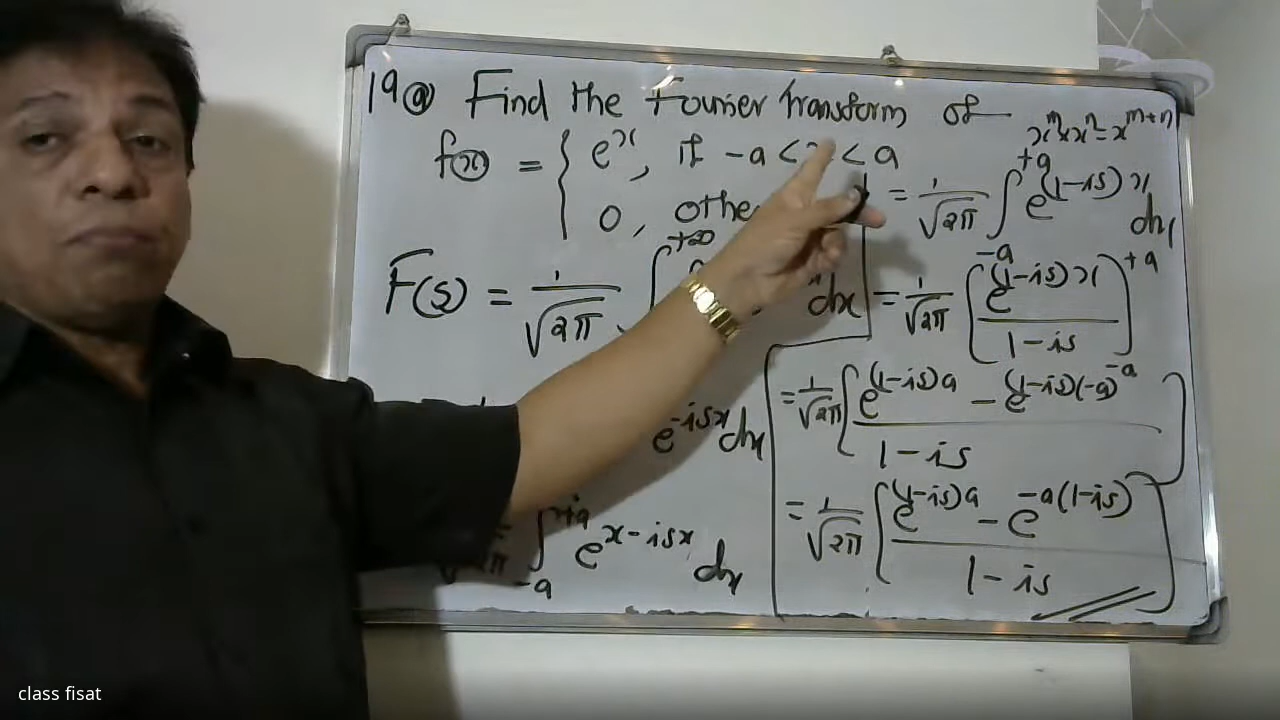 19(a) Find the Fourier transform of
f(x) = { e^x, if -a < < a
0,
F(s) = 1/√2π ∫ +∞
dx
e^-isx dx
∫ -a +a e^x-isx dx
x^m x x^n = x^m+n
= 1/√2π ∫ -a +a e^(1-is)x dx
= 1/√2π [e^(1-is)x / 1-is] +a
= 1/√2π [e^(1-is)a - e^(1-is)(-a) -a / 1-is]
= 1/√2π [e^(1-is)a - e^-a(1-is) / 1-is]
class fisat